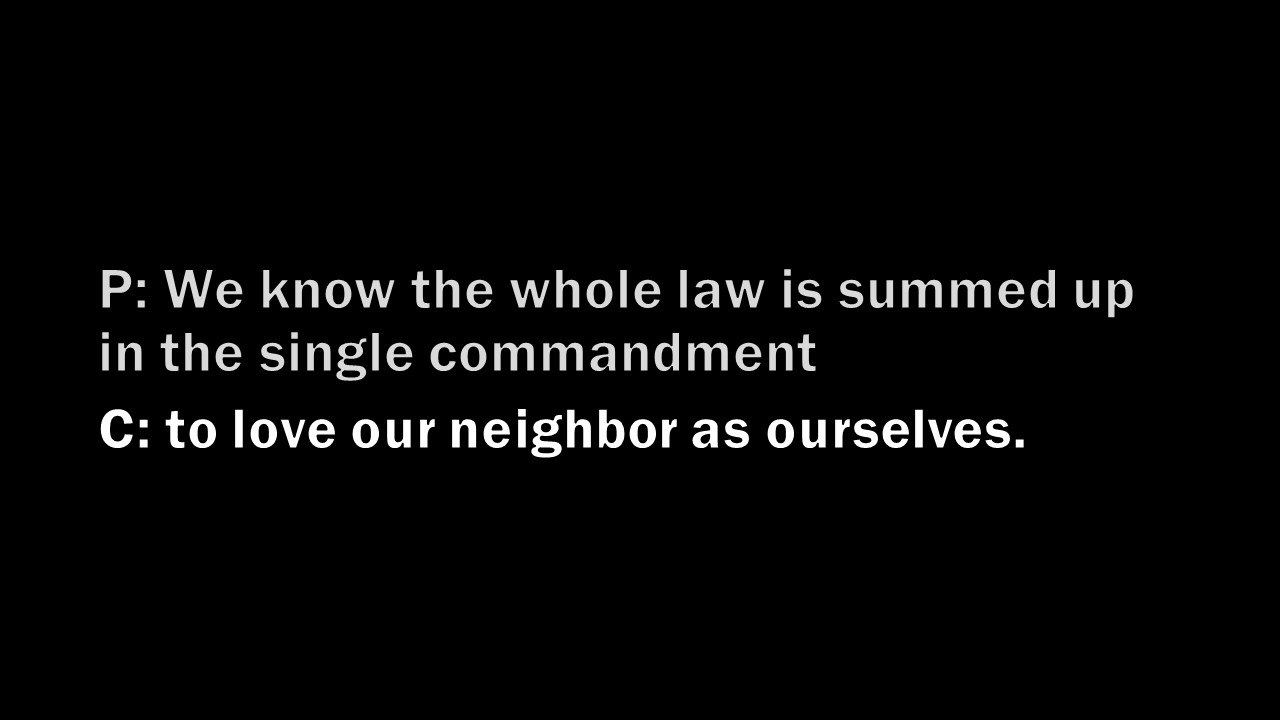 P: We know the whole law is summed up
in the single commandment
C: to love our neighbor as ourselves.